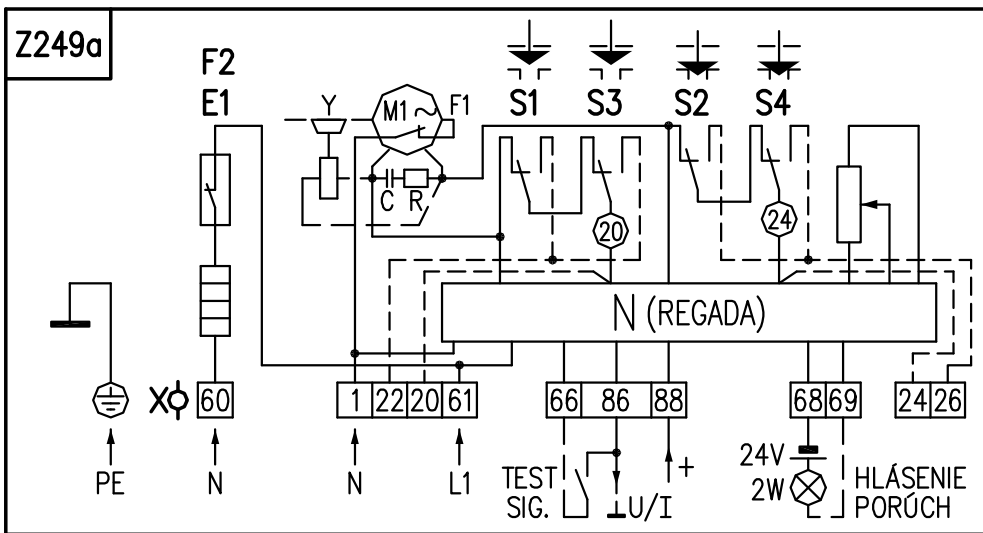 Z249a
F2
E1
Y
M1
F1
S1
S3
S2
S4
C
R
20
24
N (REGADA)
X
60
1
22
20
61
66
86
88
68
69
24
26
PE
N
N
L1
TEST
SIG.
U/I
+
24V
2W
HLÁSENIE
PORÚCH